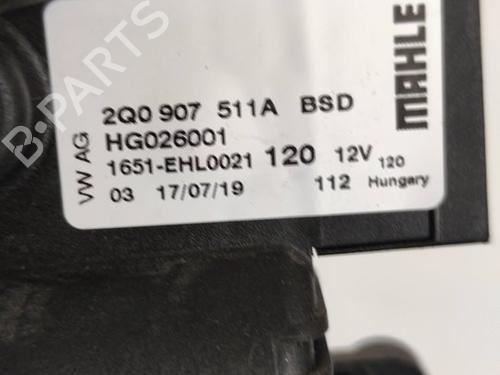 B-PARTS
VW AG
MAHLE
2Q0 907 511A BSD
HG026001
1651-EHL0021 120 12V 120
03 17/07/19 112 Hungary